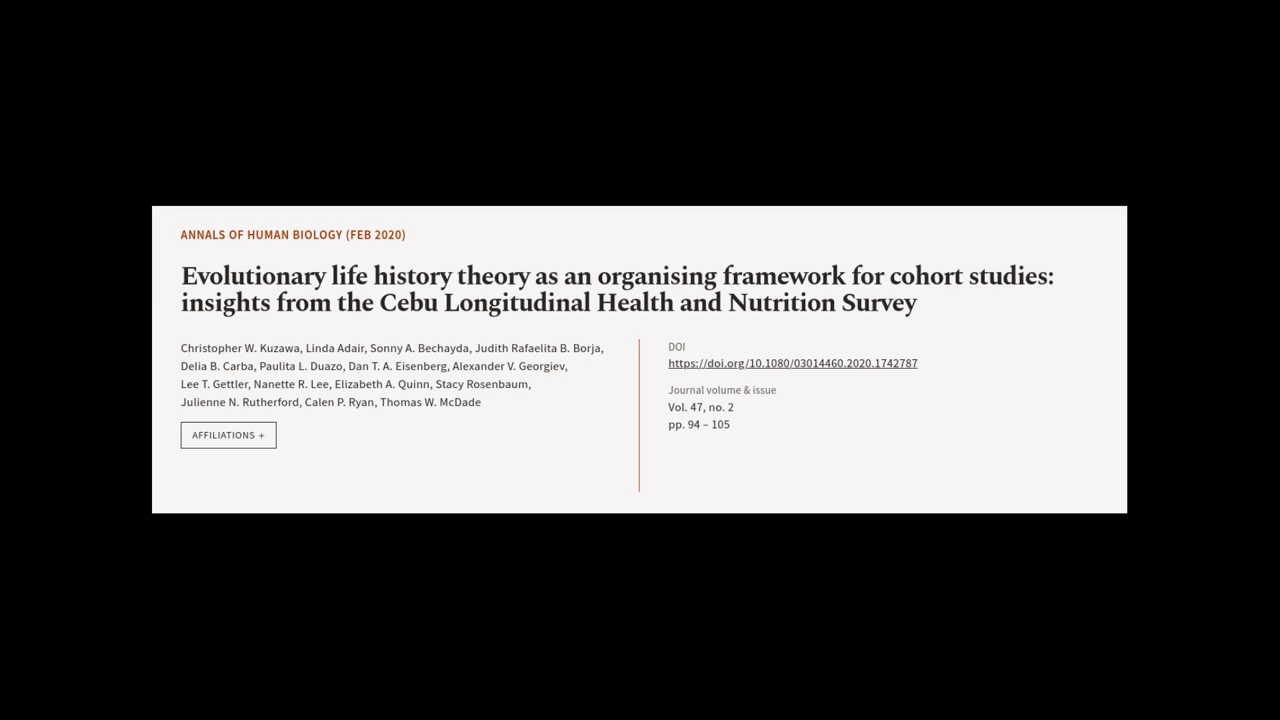 ANNALS OF HUMAN BIOLOGY (FEB 2020)
Evolutionary life history theory as an organising framework for cohort studies:
insights from the Cebu Longitudinal Health and Nutrition Survey
Christopher W. Kuzawa, Linda Adair, Sonny A. Bechayda, Judith Rafaelita B. Borja,
Delia B. Carba, Paulita L. Duazo, Dan T. A. Eisenberg, Alexander V. Georgiev,
Lee T. Gettler, Nanette R. Lee, Elizabeth A. Quinn, Stacy Rosenbaum,
Julienne N. Rutherford, Calen P. Ryan, Thomas W. McDade
AFFILIATIONS +
DOI
https://doi.org/10.1080/03014460.2020.1742787
Journal volume & issue
Vol. 47, no. 2
pp. 94 – 105